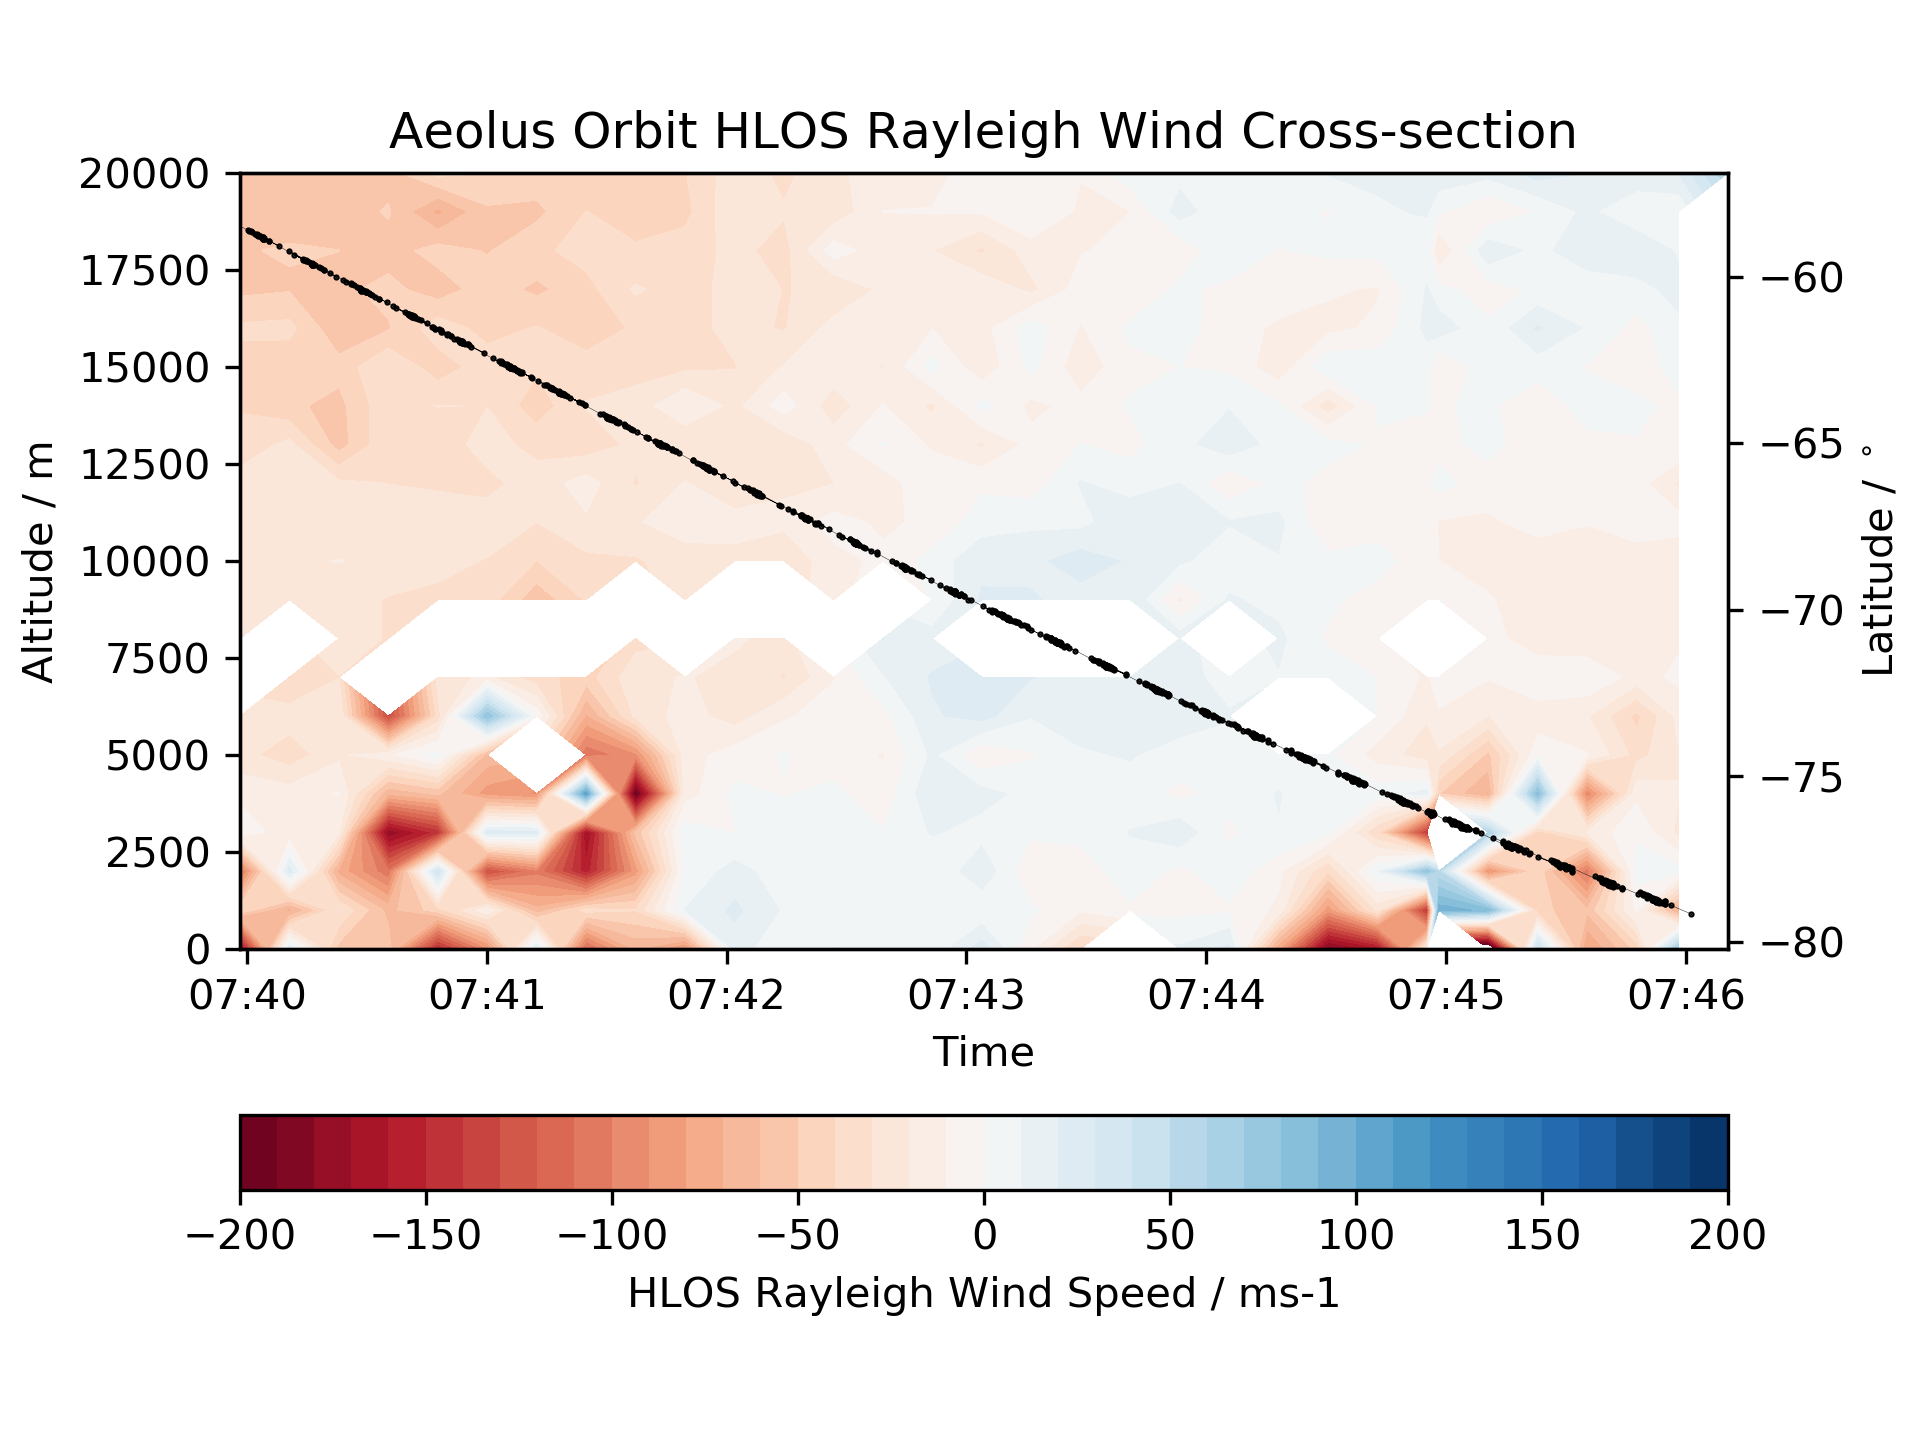 Aeolus Orbit HLOS Rayleigh Wind Cross-section
20000
17500
15000
12500
10000
7500
5000
2500
0
Altitude / m
−60
−65
−70
−75
−80
Latitude / °
07:40 07:41 07:42 07:43 07:44 07:45 07:46
Time
−200 −150 −100 −50 0 50 100 150 200
HLOS Rayleigh Wind Speed / ms-1